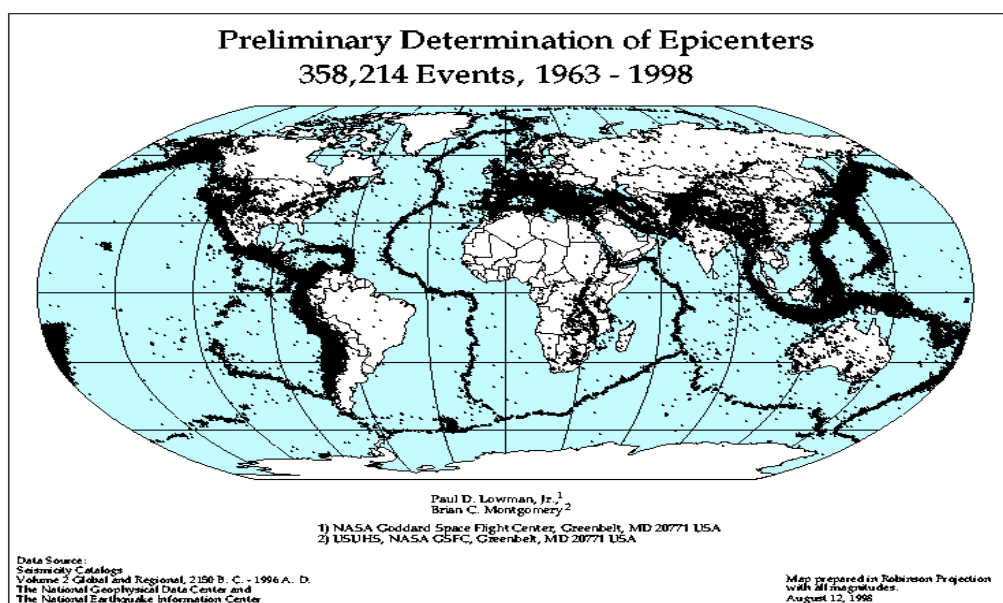 Preliminary Determination of Epicenters
358,214 Events, 1963 - 1998
Paul D. Lowman, Jr.,1
Brian C. Montgomery 2
1) NASA Goddard Space Flight Center, Greenbelt, MD 20771 USA
2) USUHS, NASA GSFC, Greenbelt, MD 20771 USA
Data Source:
Seismicity Catalogs
Volume 2 Global and Regional, 2150 B. C. - 1996 A. D.
The National Geophysical Data Center and
The National Earthquake Information Center
Map prepared in Robinson Projection
with all magnitudes.
August 12, 1998